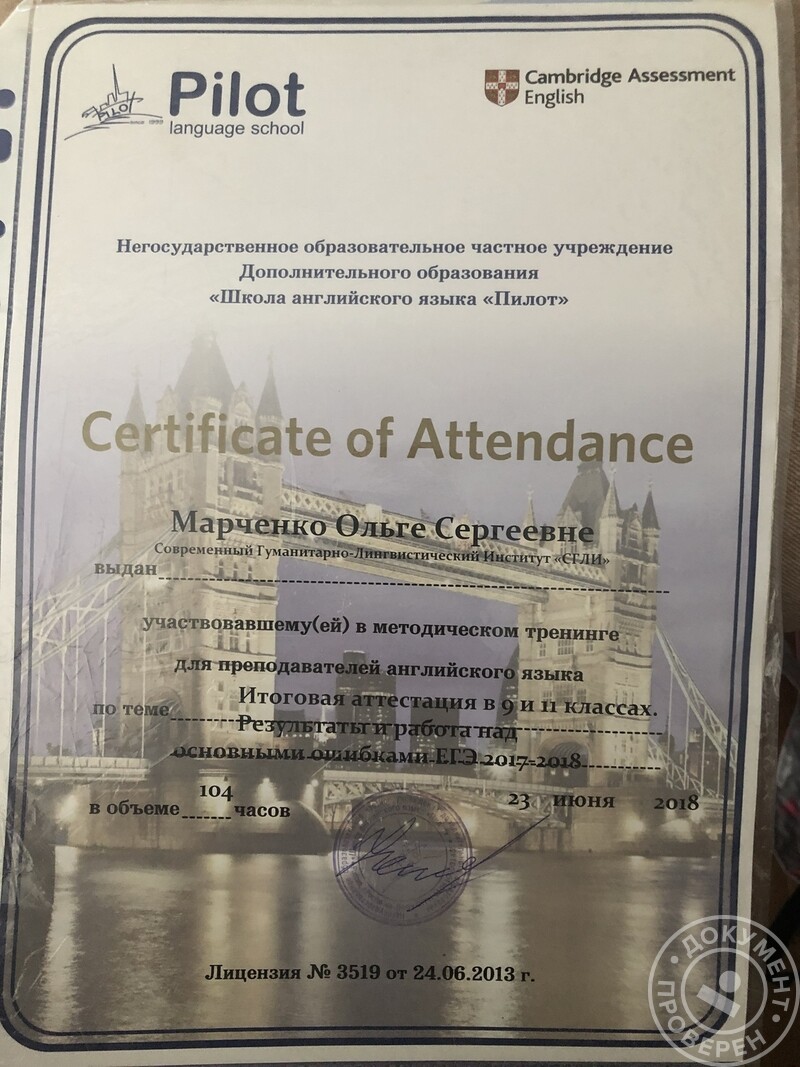 PILOT
Pilot
language school
Cambridge Assessment
English
Негосударственное образовательное частное учреждение
Дополнительного образования
«Школа английского языка «Пилот»
Certificate of Attendance
Марченко Ольге Сергеевне
Современный Гуманитарно-Лингвистический Институт «СГЛИ»
выдан
участвовавшему(ей) в методическом тренинге
для преподавателей английского языка
по теме Итоговая аттестация в 9 и 11 классах.
Результаты и работа над
основными ошибками ЕГЭ 2017-2018
в объеме 104 часов
23 июня 2018
Лицензия № 3519 от 24.06.2013 г.
ДОКУМЕНТ
ПРОВЕРЕН